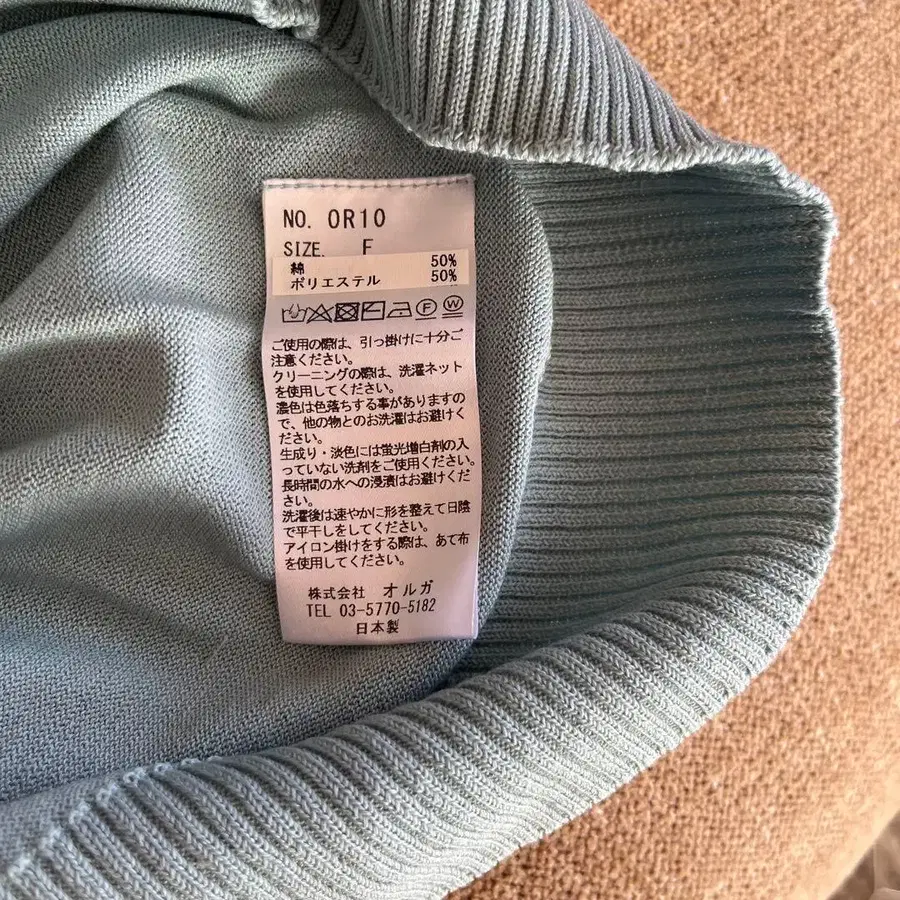 NO. OR10
SIZE. F
綿 50%
ポリエステル 50%
F W
ご使用の際は、引っ掛けに十分ご
注意ください。
クリーニングの際は、洗濯ネット
を使用してください。
濃色は色落ちする事がありますの
で、他の物とのお洗濯はお避けく
ださい。
生成り・淡色には蛍光増白剤の入
っていない洗剤をご使用ください。
長時間の水への浸漬はお避けくだ
さい。
洗濯後は速やかに形を整えて日陰
で平干しをしてください。
アイロン掛けをする際は、あて布
を使用してください。
株式会社 オルガ
TEL 03-5770-5182
日本製